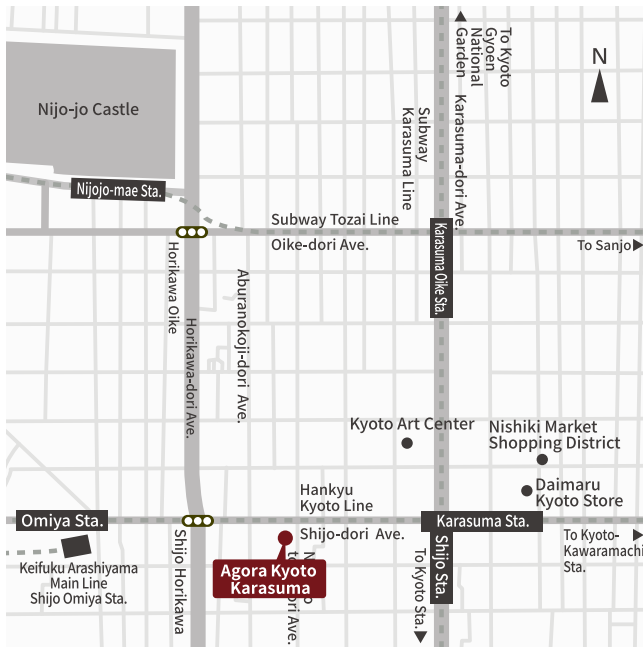 Nijo-jo Castle
Nijojo-mae Sta.
To Kyoto
Gyoen
National
Garden
N
Karasuma-dori Ave.
Subway
Karasuma Line
Subway Tozai Line
Oike-dori Ave.
Karasuma Oike Sta.
To Sanjo
Horikawa Oike
Horikawa-dori Ave.
Aburanokoji-dori Ave.
Kyoto Art Center
Nishiki Market
Shopping District
Daimaru
Kyoto Store
Hankyu
Kyoto Line
Shijo-dori Ave.
Omiya Sta.
Karasuma Sta.
To Kyoto-
Kawaramachi
Sta.
Keifuku Arashiyama
Main Line
Shijo Omiya Sta.
Shijo Horikawa
Agora Kyoto
Karasuma
Ave.
To Kyoto Sta.
Shijo Sta.